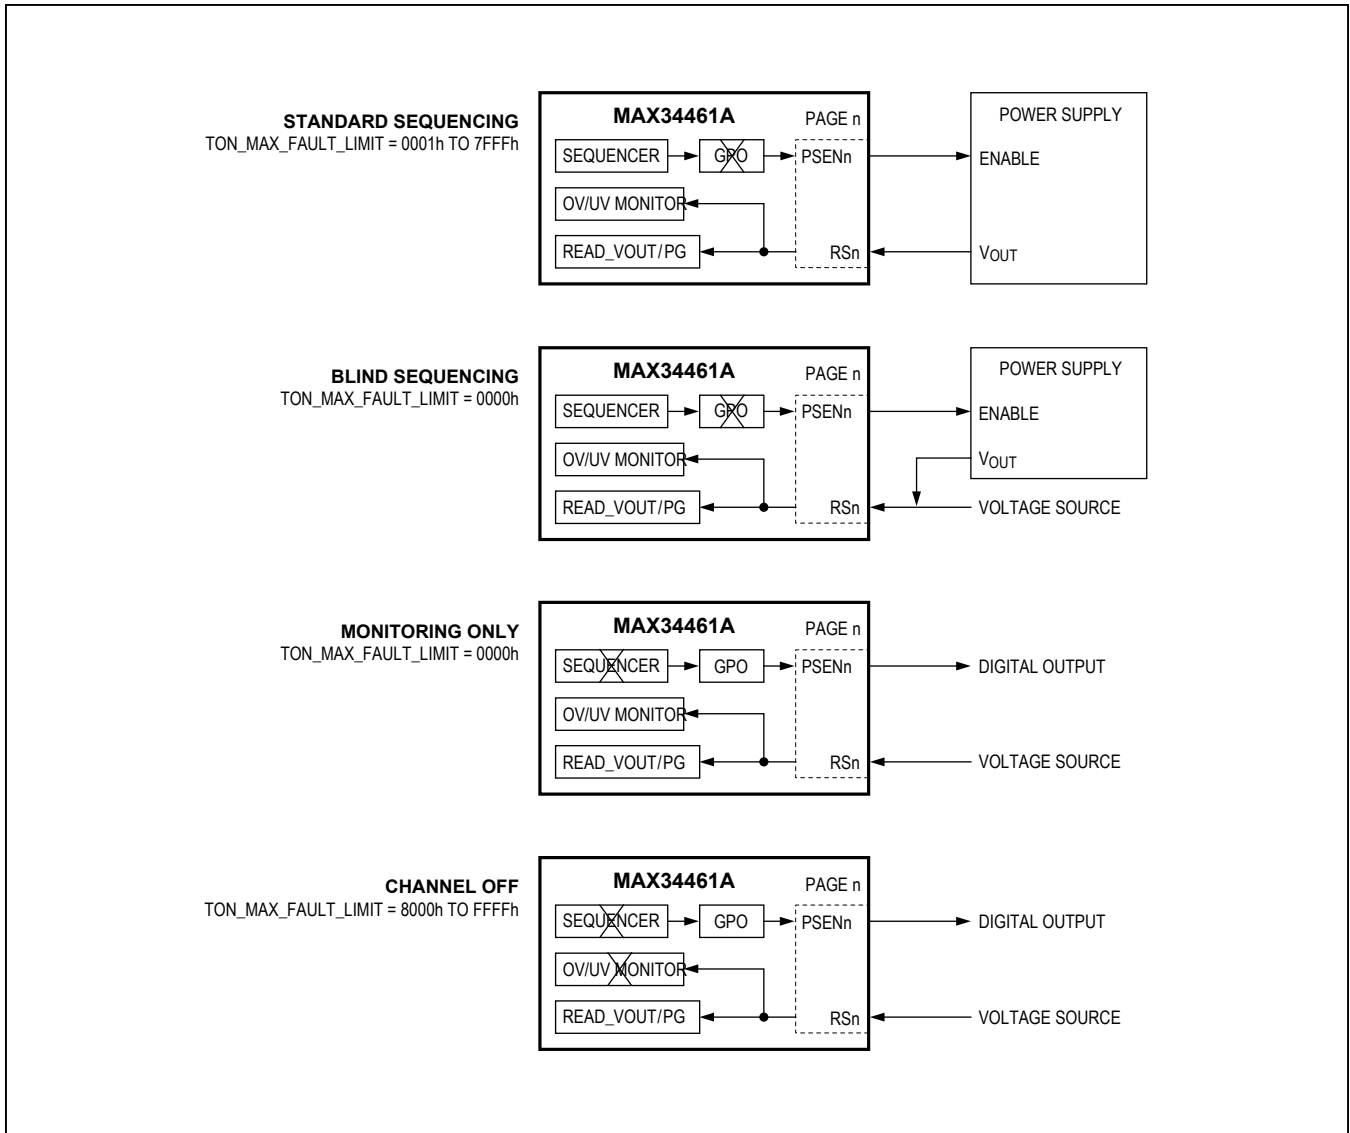 STANDARD SEQUENCING
TON_MAX_FAULT_LIMIT = 0001h TO 7FFFh
MAX34461A
PAGE n
SEQUENCER
GPO
PSENn
OV/UV MONITOR
READ_VOUT/PG
RSn
POWER SUPPLY
ENABLE
VOUT
BLIND SEQUENCING
TON_MAX_FAULT_LIMIT = 0000h
MAX34461A
PAGE n
SEQUENCER
GPO
PSENn
OV/UV MONITOR
READ_VOUT/PG
RSn
POWER SUPPLY
ENABLE
VOUT
VOLTAGE SOURCE
MONITORING ONLY
TON_MAX_FAULT_LIMIT = 0000h
MAX34461A
PAGE n
SEQUENCER
GPO
PSENn
OV/UV MONITOR
READ_VOUT/PG
RSn
DIGITAL OUTPUT
VOLTAGE SOURCE
CHANNEL OFF
TON_MAX_FAULT_LIMIT = 8000h TO FFFFh
MAX34461A
PAGE n
SEQUENCER
GPO
PSENn
OV/UV MONITOR
READ_VOUT/PG
RSn
DIGITAL OUTPUT
VOLTAGE SOURCE